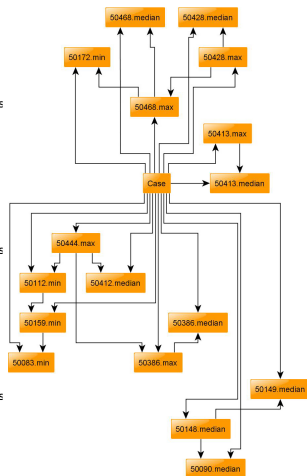 50468.median
50428.median
50172.min
50428.max
50468.max
s
50413.max
Case
50413.median
50444.max
s
50112.min
50412.median
50159.min
50386.median
50083.min
50386.max
50149.median
s
50148.median
50090.median